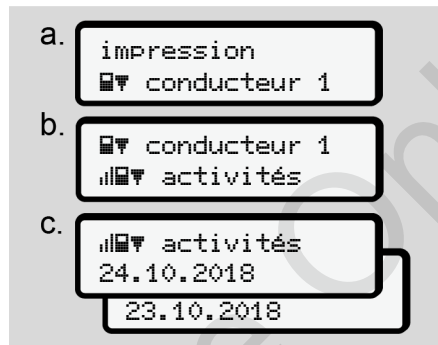 a.
impression
conducteur 1
b.
conducteur 1
activités
c.
activités
24.10.2018
23.10.2018